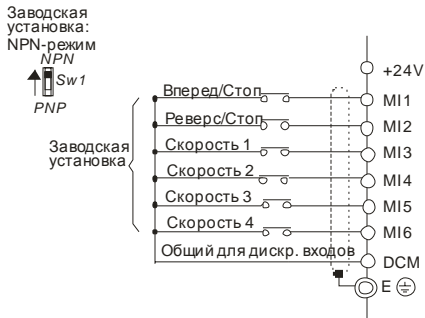 Заводская
установка:
NPN-режим
NPN
Sw1
PNP
+24V
Вперед/Стоп
MI1
Реверс/Стоп
MI2
Заводская
установка
Скорость 1
MI3
Скорость 2
MI4
Скорость 3
MI5
Скорость 4
MI6
Общий для дискр. входов
DCM
E